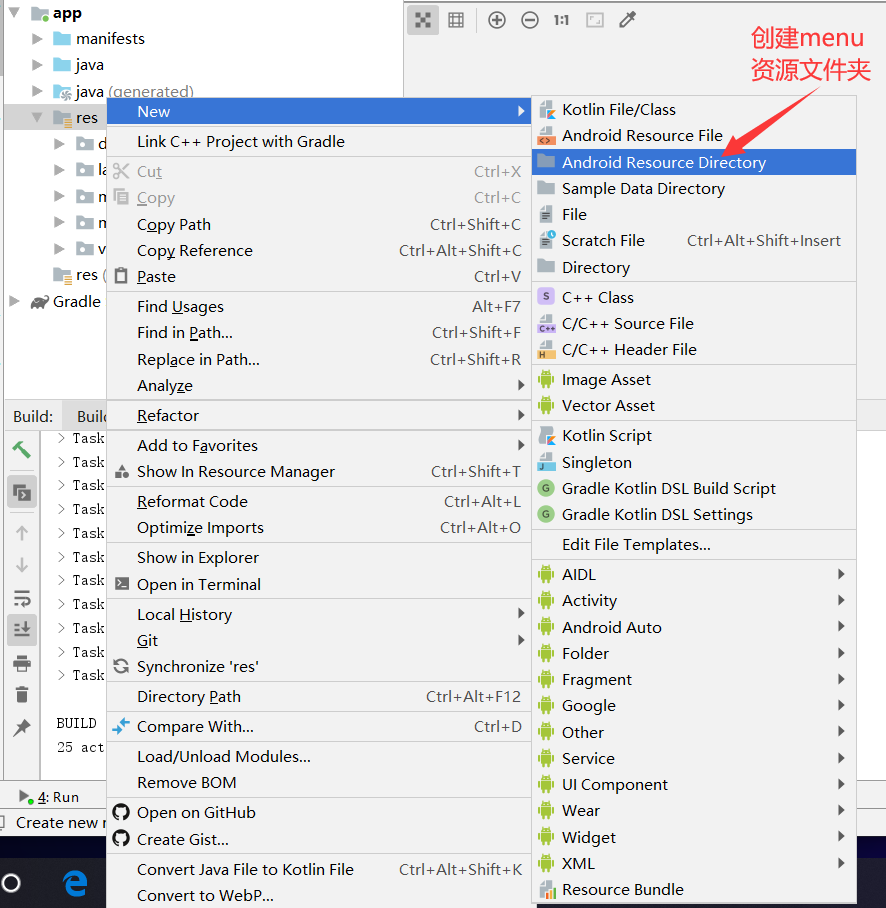 app
manifests
java
java (generated)
res
d
la
m
m
v
res (
Gradle
1:1
创建menu
资源文件夹
New
Link C++ Project with Gradle
Cut Ctrl+X
Copy Ctrl+C
Copy Path Ctrl+Shift+C
Copy Reference Ctrl+Alt+Shift+C
Paste Ctrl+V
Find Usages Alt+F7
Find in Path... Ctrl+Shift+F
Replace in Path... Ctrl+Shift+R
Analyze
Refactor
Add to Favorites
Show In Resource Manager Ctrl+Shift+T
Reformat Code Ctrl+Alt+L
Optimize Imports Ctrl+Alt+O
Show in Explorer
Open in Terminal
Local History
Git
Synchronize 'res'
Directory Path Ctrl+Alt+F12
Compare With... Ctrl+D
Load/Unload Modules...
Remove BOM
Open on GitHub
Create Gist...
Convert Java File to Kotlin File Ctrl+Alt+Shift+K
Convert to WebP...
Kotlin File/Class
Android Resource File
Android Resource Directory
Sample Data Directory
File
Scratch File Ctrl+Alt+Shift+Insert
Directory
S C++ Class
C++ C/C++ Source File
H C/C++ Header File
Image Asset
Vector Asset
Kotlin Script
J Singleton
G Gradle Kotlin DSL Build Script
G Gradle Kotlin DSL Settings
Edit File Templates...
AIDL
Activity
Android Auto
Folder
Fragment
Google
Other
Service
UI Component
Wear
Widget
XML
Resource Bundle
Build: Buil
> Task
> Task
> Task
> Task
> Task
> Task
> Task
> Task
> Task
> Task
> Task
BUILD
25 act
4: Run
Create new